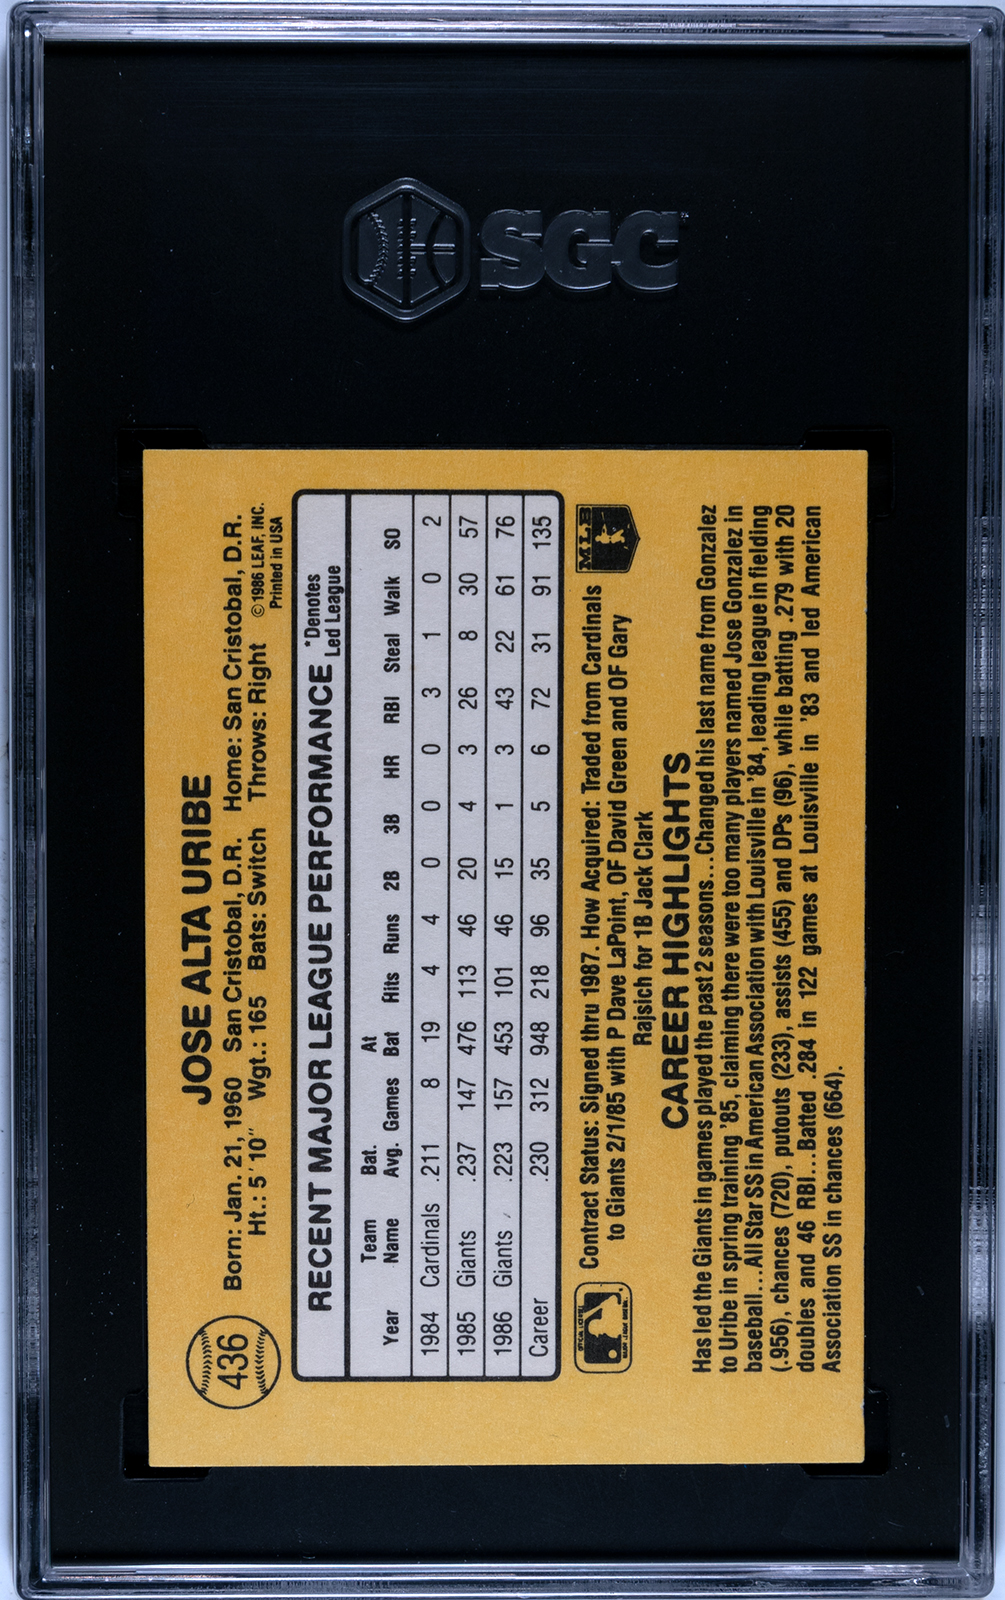 SGC
436
JOSE ALTA URIBE
Born: Jan. 21, 1960 San Cristobal, D.R. Home: San Cristobal, D.R.
Ht.: 5'10" Wgt.: 165 Bats: Switch Throws: Right
© 1986 LEAF, INC.
Printed in USA
RECENT MAJOR LEAGUE PERFORMANCE *Denotes Led League
Year Team Name Bat. Avg. Games At Bat Hits Runs 2B 3B HR RBI Steal Walk SO
1984 Cardinals .211 8 19 4 4 0 0 0 3 1 0 2
1985 Giants .237 147 476 113 46 20 4 3 26 8 30 57
1986 Giants .223 157 453 101 46 15 1 3 43 22 61 76
Career .230 312 948 218 96 35 5 6 72 31 91 135
Contract Status: Signed thru 1987. How Acquired: Traded from Cardinals
to Giants 2/1/85 with P Dave LaPoint, OF David Green and OF Gary
Rajsich for 1B Jack Clark
MLB
CAREER HIGHLIGHTS
Has led the Giants in games played the past 2 seasons...Changed his last name from Gonzalez
to Uribe in spring training '85, claiming there were too many players named Jose Gonzalez in
baseball...All Star SS in American Association with Louisville in '84, leading league in fielding
(.956), chances (720), putouts (233), assists (455) and DPs (96), while batting .279 with 20
doubles and 46 RBI...Batted .284 in 122 games at Louisville in '83 and led American
Association SS in chances (664).